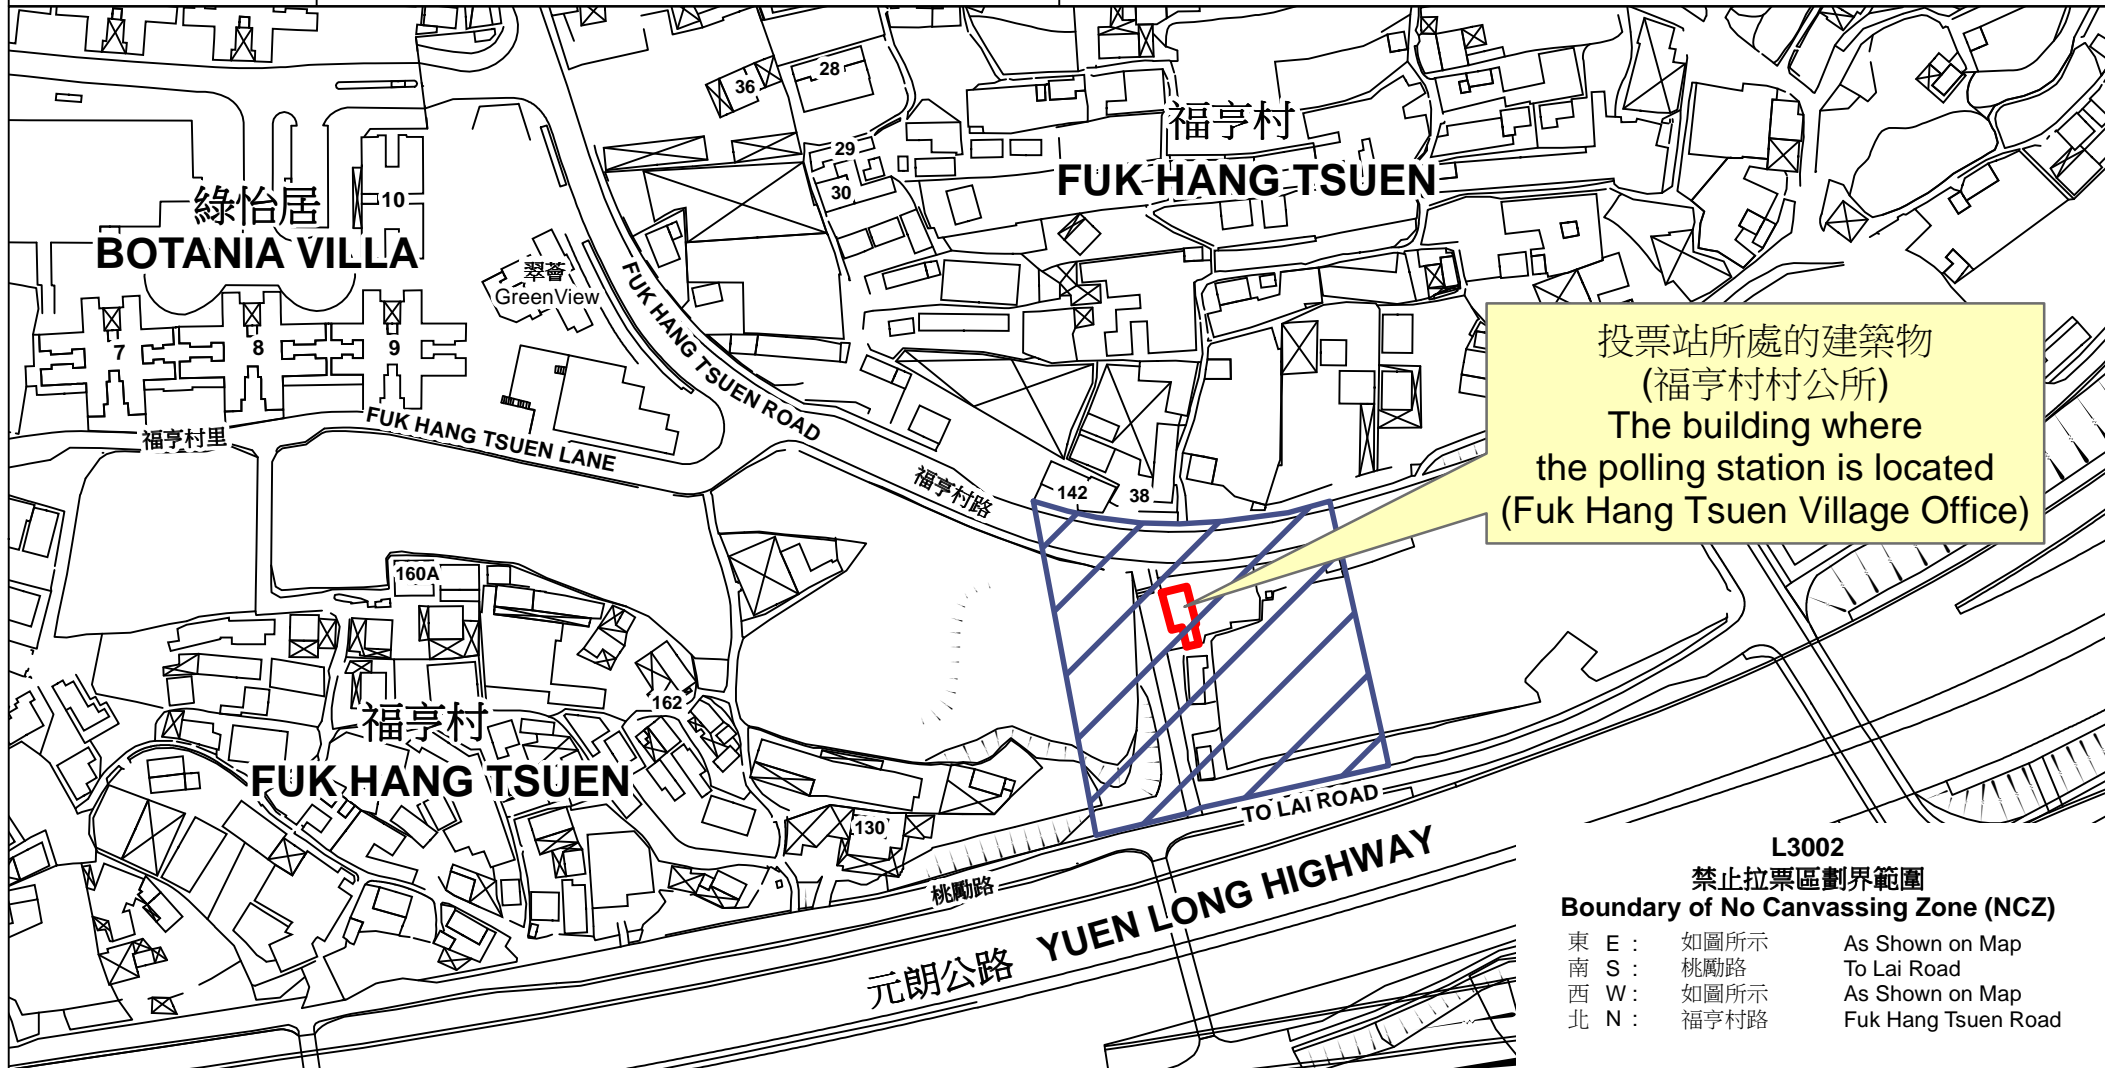 36
28
29
30
福亨村
FUK HANG TSUEN
10
綠怡居
BOTANIA VILLA
翠薈
GreenView
7
8
9
FUK HANG TSUEN ROAD
福亨村路
福亨村里
FUK HANG TSUEN LANE
142
38
投票站所處的建築物
(福亨村村公所)
The building where
the polling station is located
(Fuk Hang Tsuen Village Office)
160A
162
福亨村
FUK HANG TSUEN
130
桃勵路
TO LAI ROAD
元朗公路 YUEN LONG HIGHWAY
L3002
禁止拉票區劃界範圍
Boundary of No Canvassing Zone (NCZ)
東 E : 如圖所示 As Shown on Map
南 S : 桃勵路 To Lai Road
西 W : 如圖所示 As Shown on Map
北 N : 福亨村路 Fuk Hang Tsuen Road